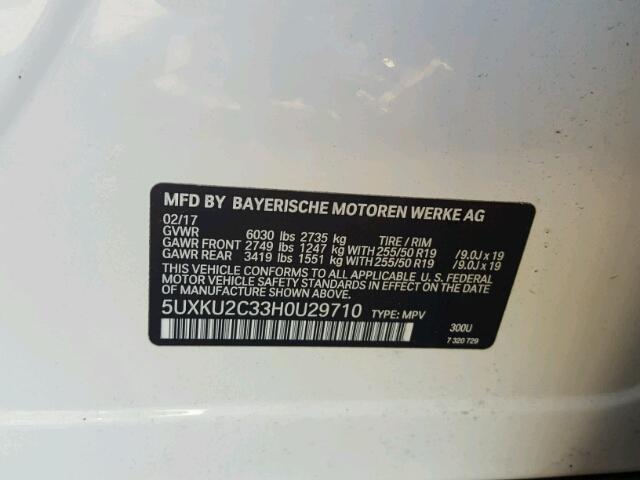 MFD BY BAYERISCHE MOTOREN WERKE AG
02/17
GVWR 6030 lbs 2735 kg TIRE / RIM
GAWR FRONT 2749 lbs 1247 kg WITH 255/50 R19 /9.0J x 19
GAWR REAR 3419 lbs 1551 kg WITH 255/50 R19 /9.0J x 19
THIS VEHICLE CONFORMS TO ALL APPLICABLE U.S. FEDERAL
MOTOR VEHICLE SAFETY STANDARDS IN EFFECT ON THE DATE
OF MANUFACTURE SHOWN ABOVE.
5UXKU2C33H0U29710 TYPE: MPV
300U
7 320 729